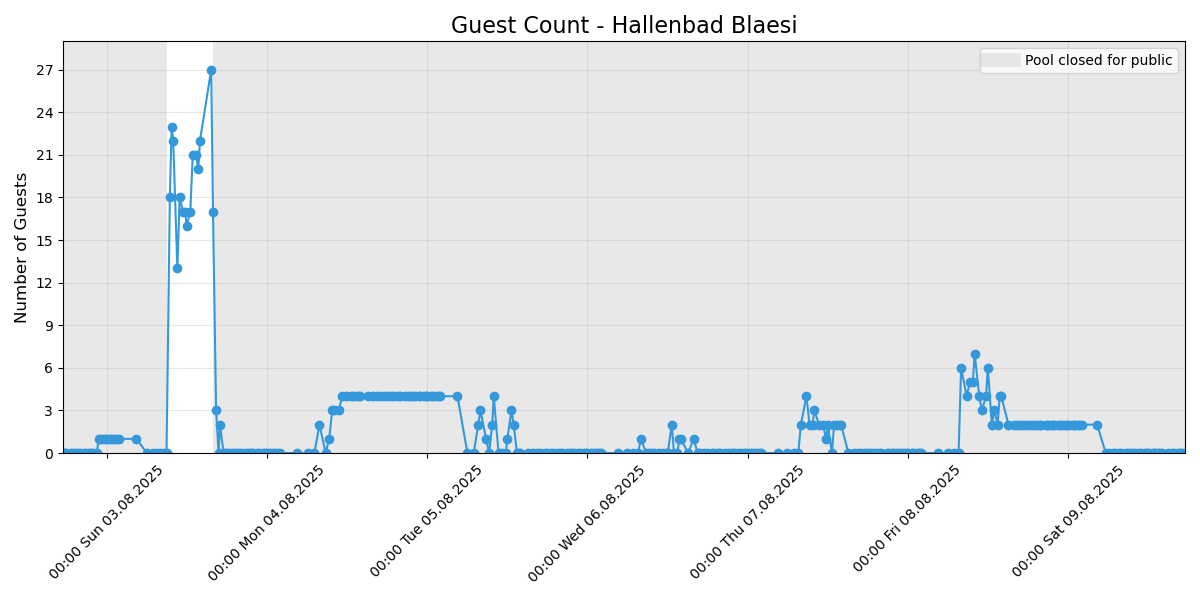 Guest Count - Hallenbad Blaesi
Pool closed for public
Number of Guests
27
24
21
18
15
12
9
6
3
0
00:00 Sun 03.08.2025
00:00 Mon 04.08.2025
00:00 Tue 05.08.2025
00:00 Wed 06.08.2025
00:00 Thu 07.08.2025
00:00 Fri 08.08.2025
00:00 Sat 09.08.2025